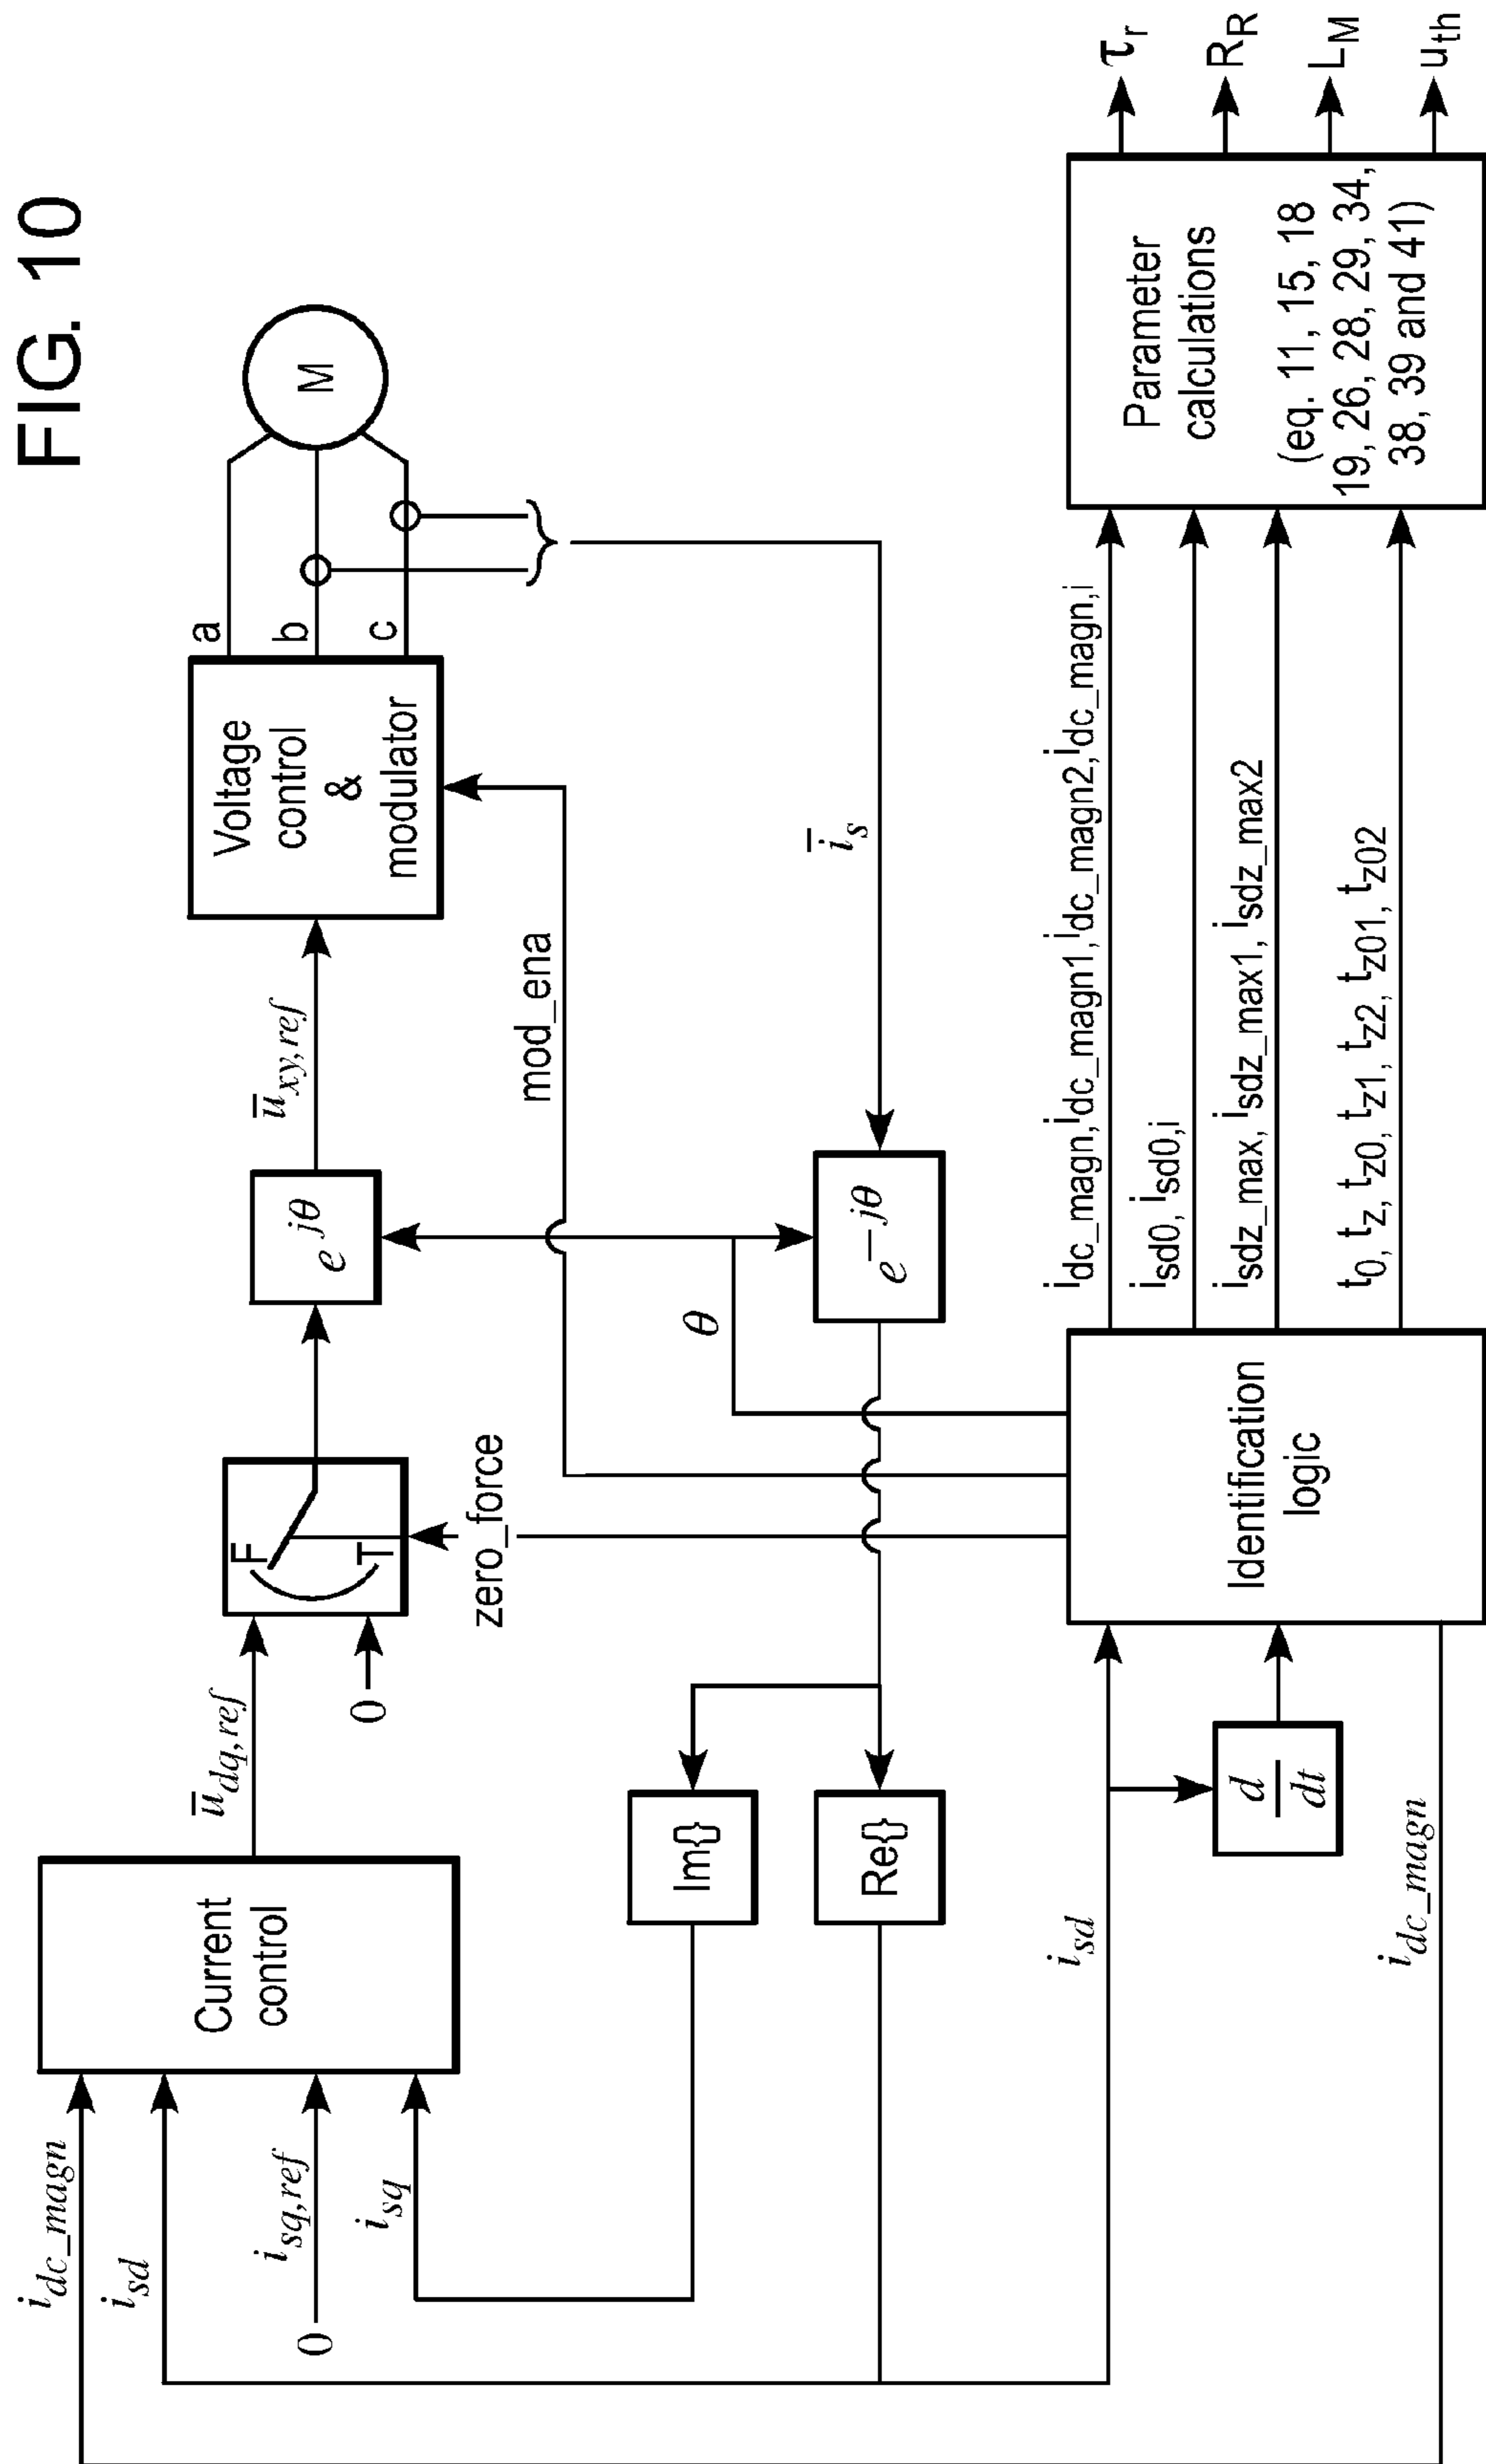 FIG. 10
i_dc_magn
i_sd
i_sq,ref
0
i_sq
Current
control
u̅_dq,ref
0
F
T
zero_force
e^jθ
u̅_xy,ref
Voltage
control
&
modulator
a
b
c
M
mod_ena
θ
i̅_s
e^−jθ
Im{}
Re{}
i_sd
d
dt
i_dc_magn
Identification
logic
i_dc_magn, i_dc_magn1, i_dc_magn2, i_dc_magn,i
i_sd0, i_sd0,i
i_sdz_max, i_sdz_max1, i_sdz_max2
t_0, t_z, t_z0, t_z1, t_z2, t_z01, t_z02
Parameter
calculations
(eq. 11, 15, 18
19, 26, 28, 29, 34,
38, 39 and 41)
τ_r
R_R
L_M
u_th